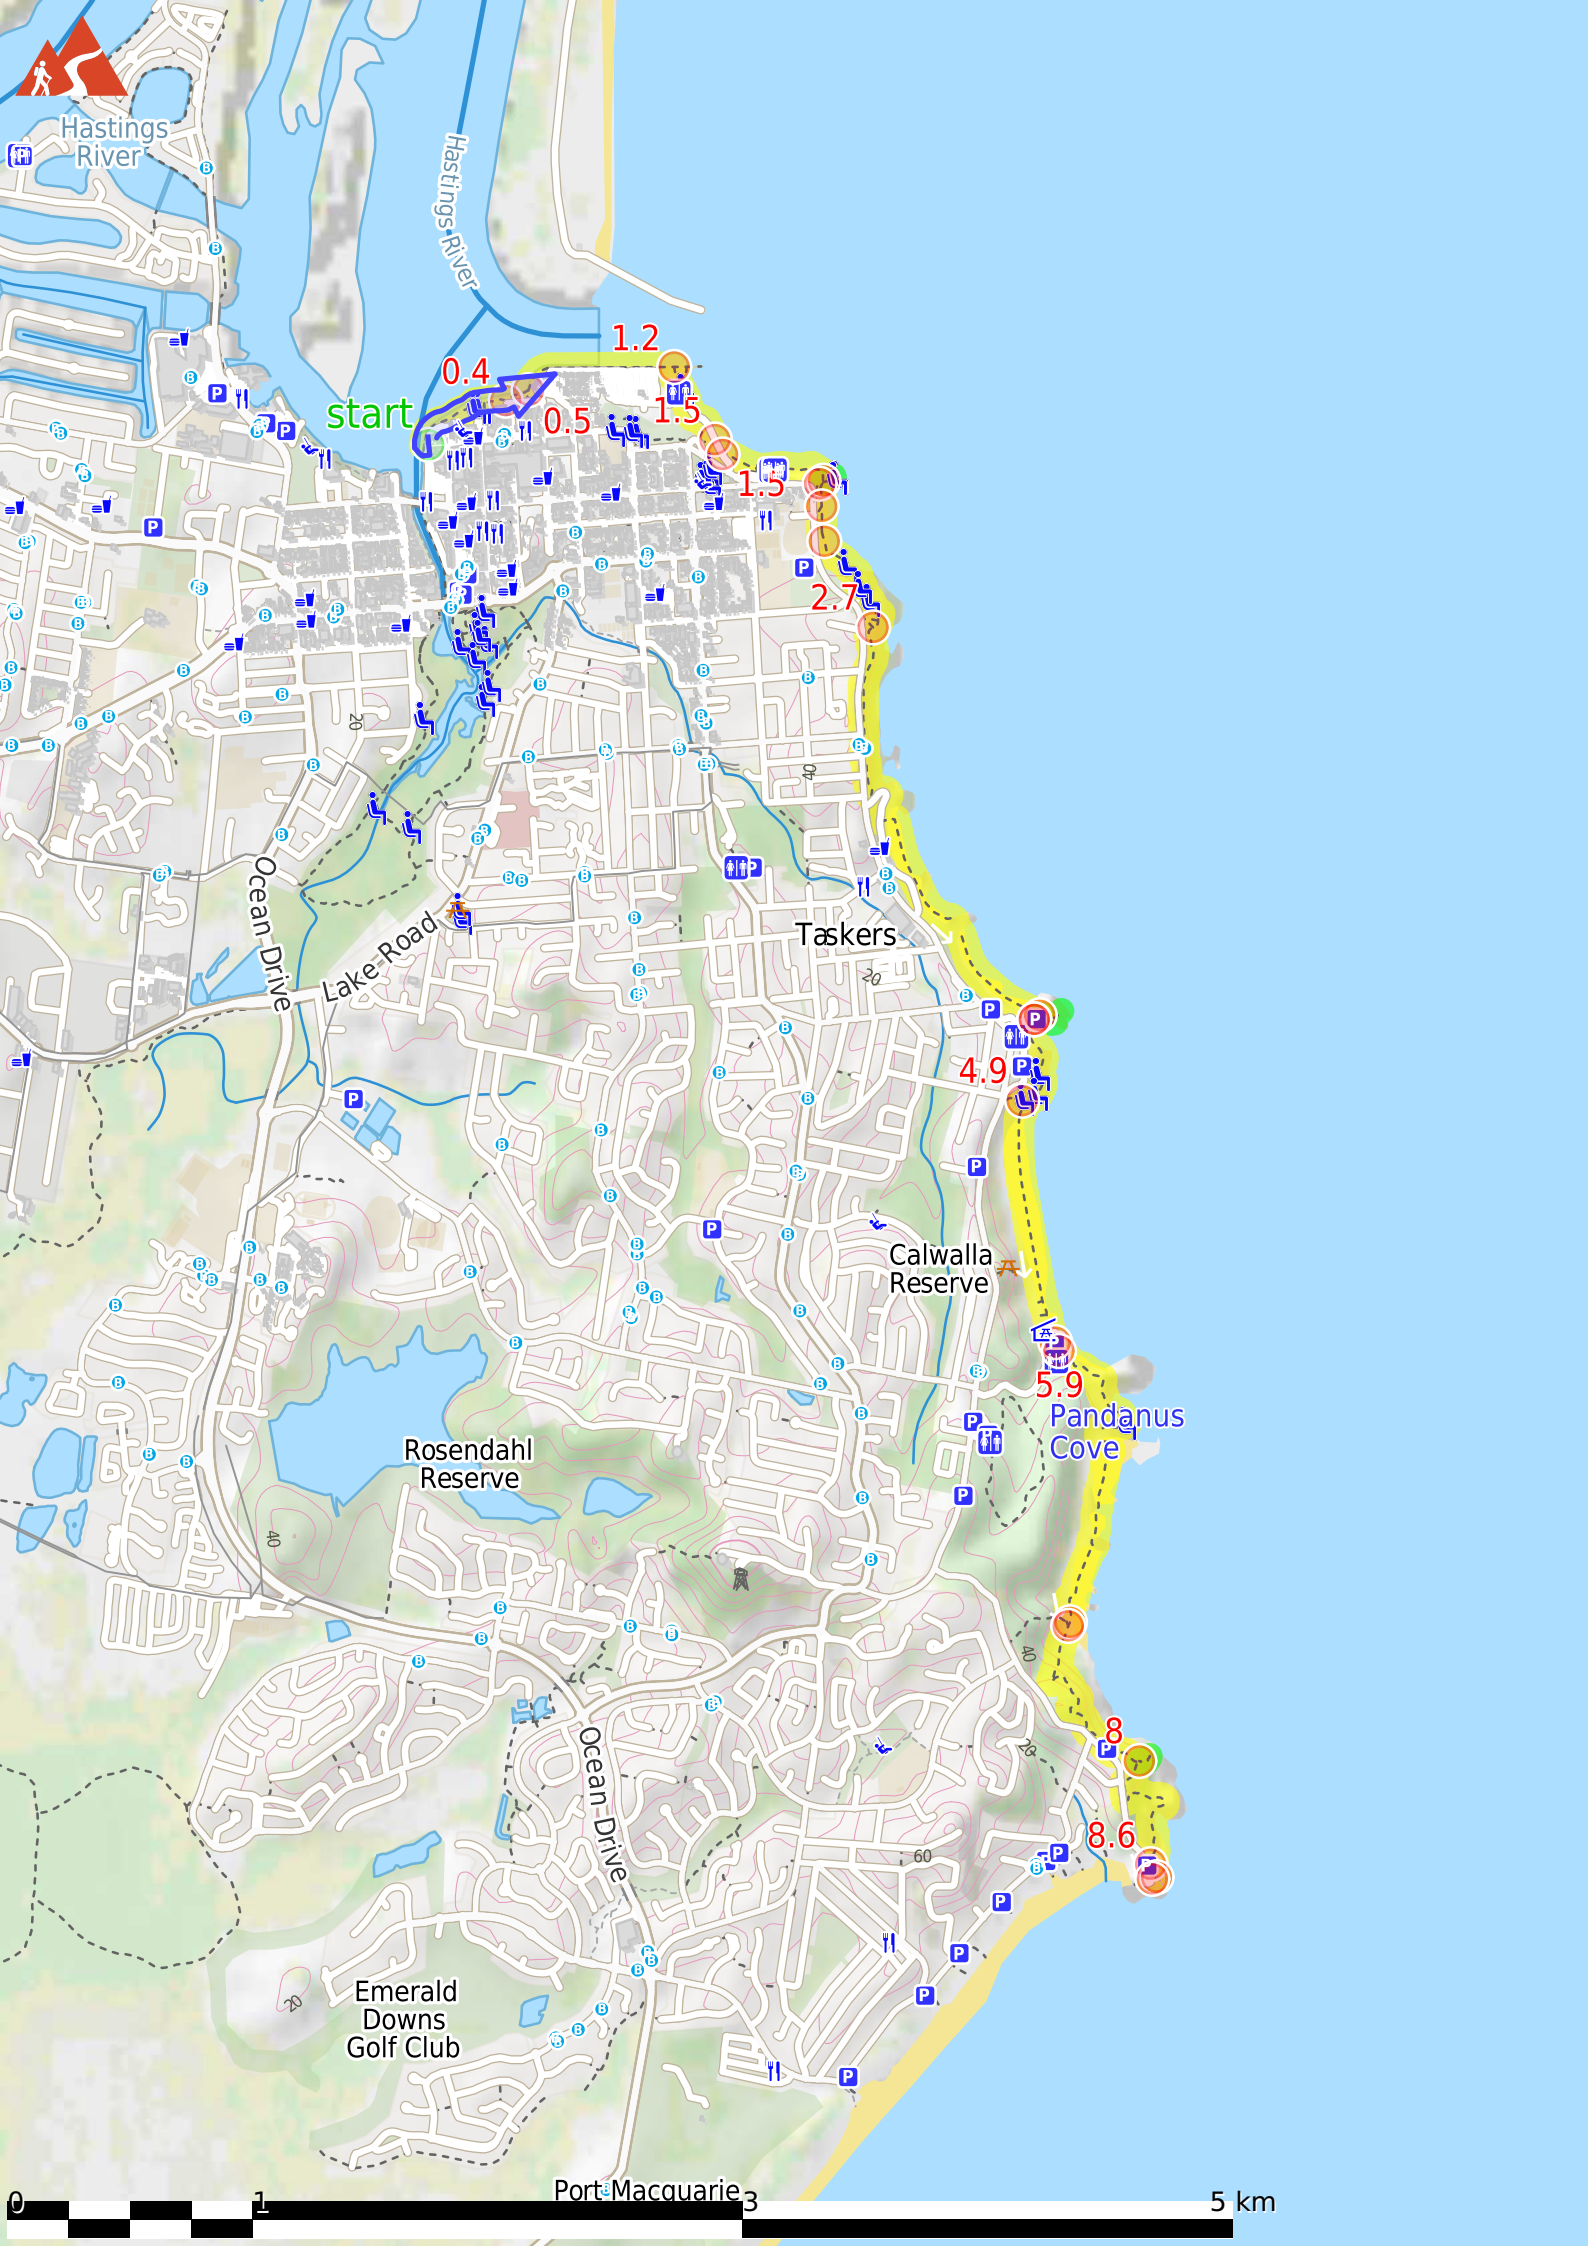 Hastings
River
Hastings River
1.2
0.4
start
0.5
1.5
1.5
2.7
20
40
Ocean Drive
Lake Road
Taskers
20
4.9
Calwalla
Reserve
5.9
Pandanus
Cove
Rosendahl
Reserve
40
40
8
20
Ocean Drive
8.6
60
20
Emerald
Downs
Golf Club
Port Macquarie
0
1
3
5 km